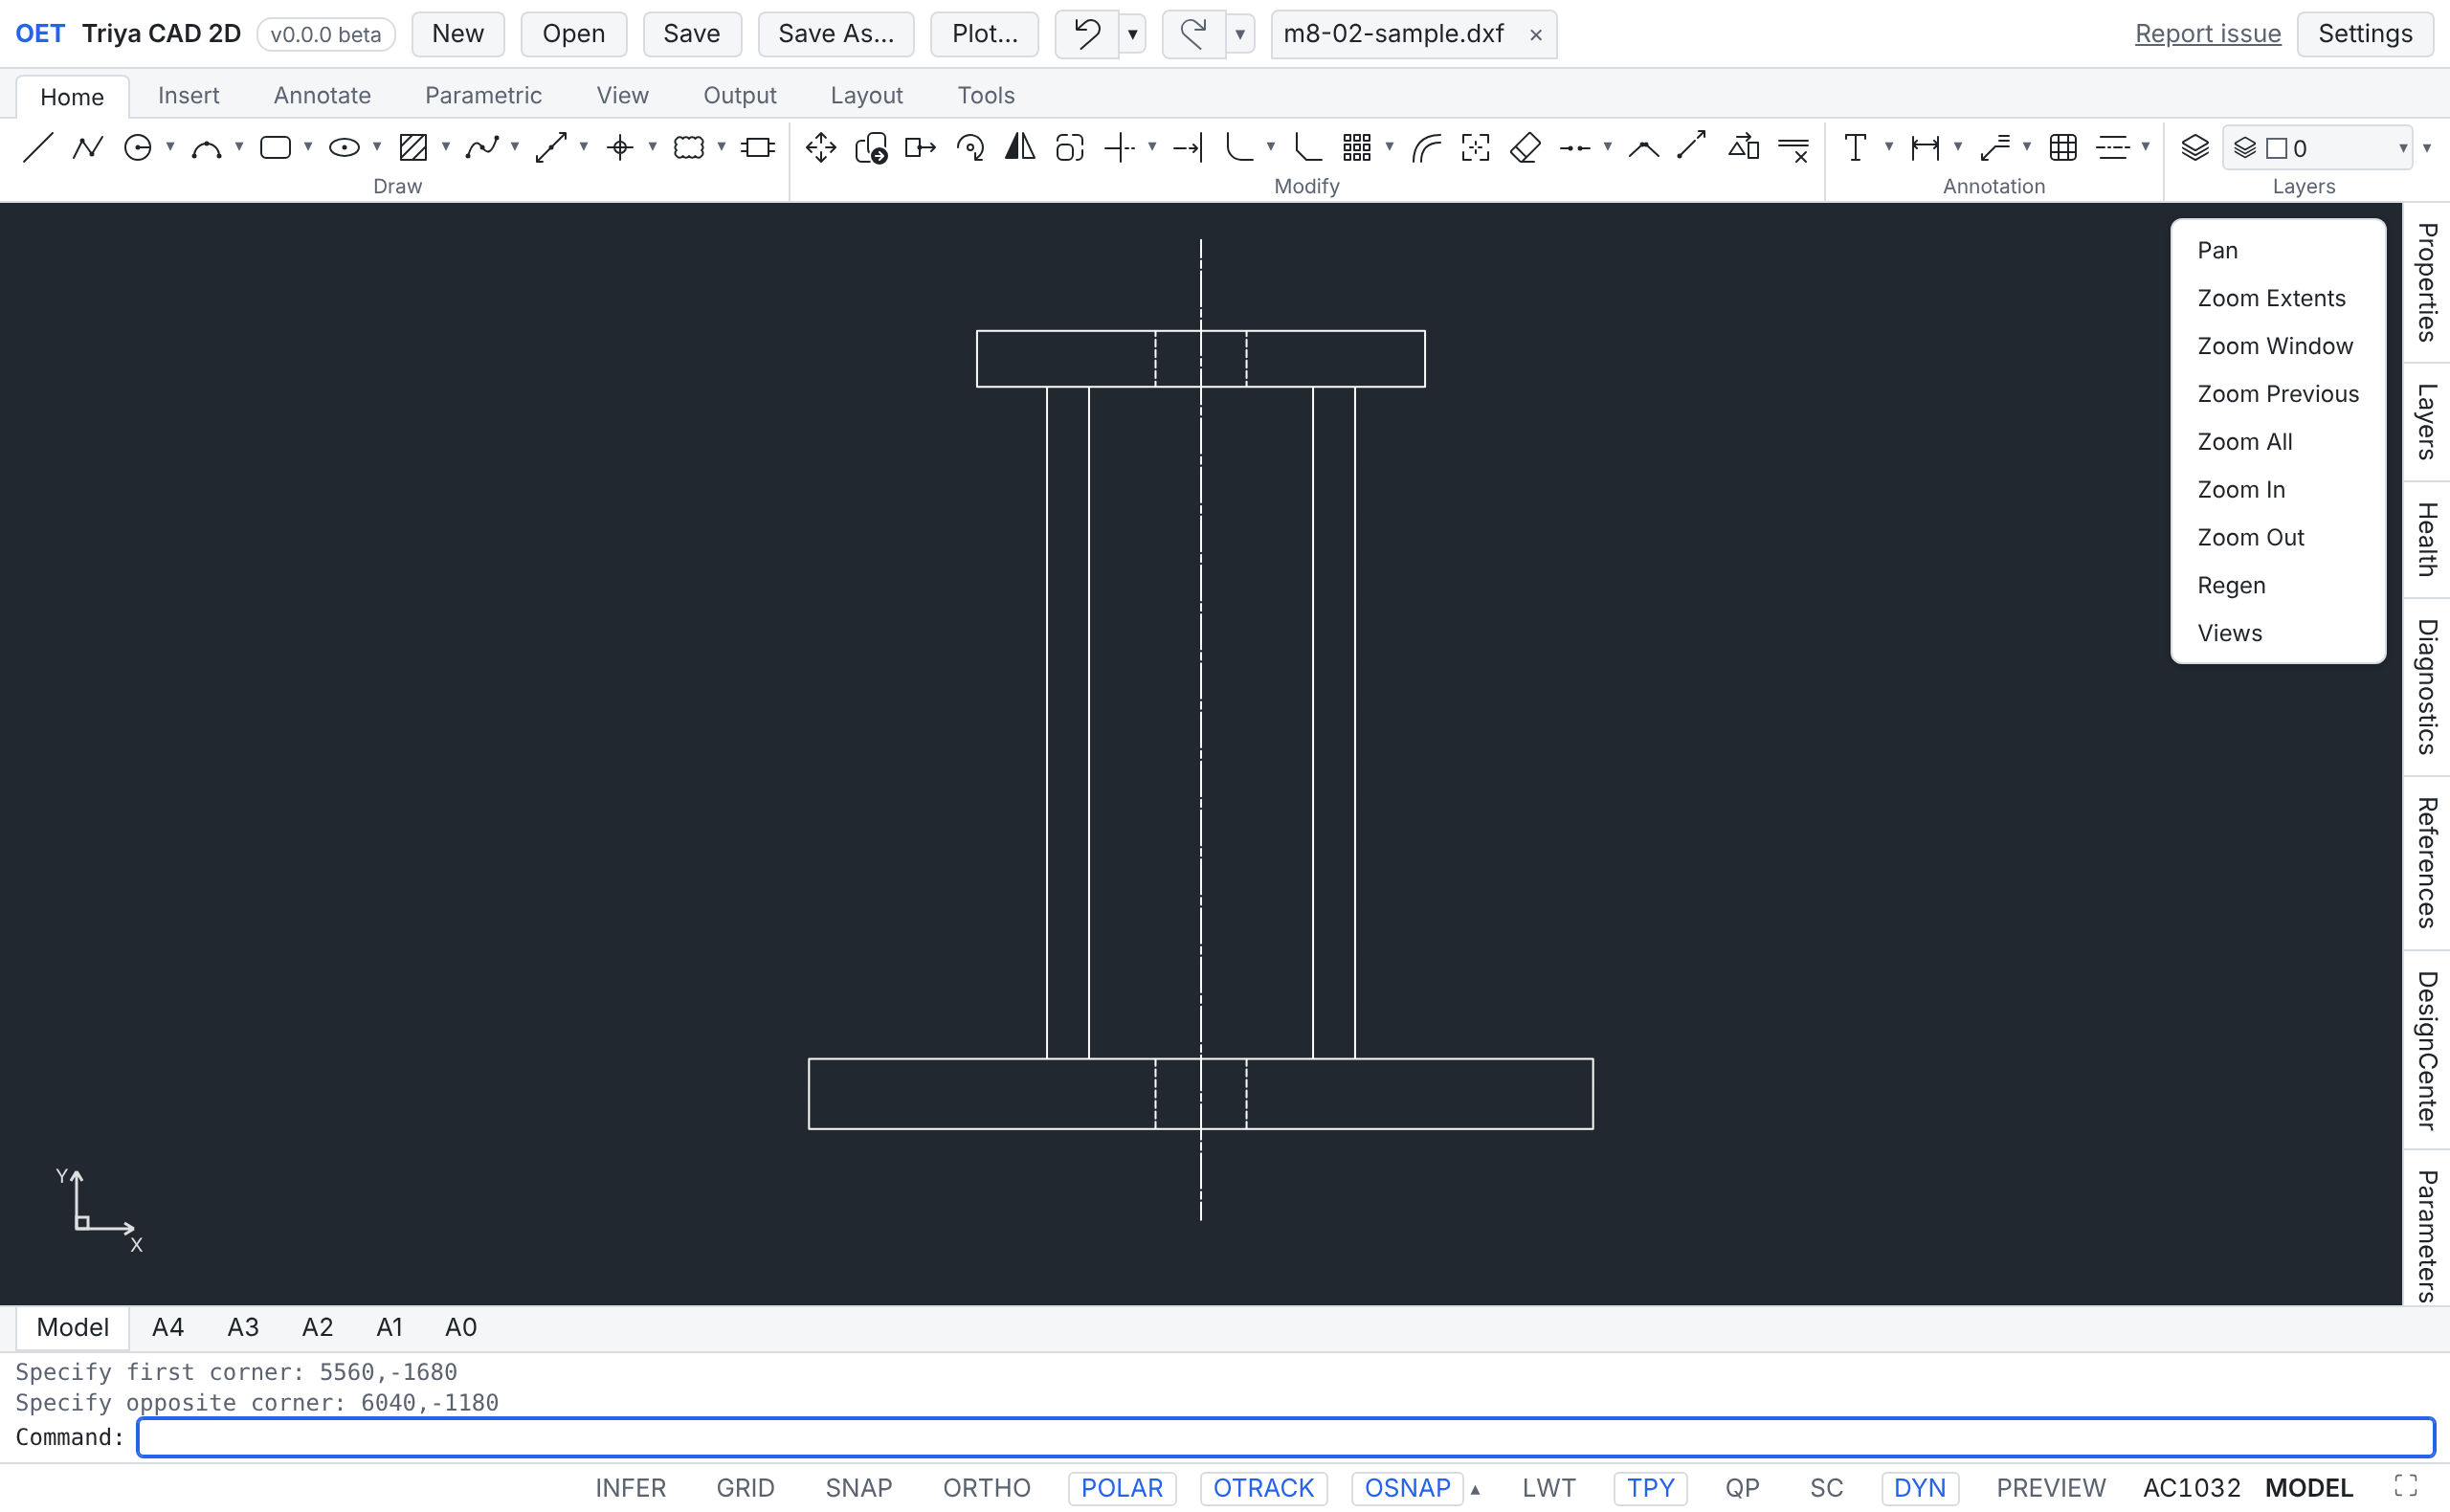 OET Triya CAD 2D v0.0.0 beta New Open Save Save As... Plot... m8-02-sample.dxf × Report issue Settings
Home Insert Annotate Parametric View Output Layout Tools
0
Draw Modify Annotation Layers
Pan
Zoom Extents
Zoom Window
Zoom Previous
Zoom All
Zoom In
Zoom Out
Regen
Views
Properties
Layers
Health
Diagnostics
References
DesignCenter
Parameters
Y
X
Model A4 A3 A2 A1 A0
Specify first corner: 5560,-1680
Specify opposite corner: 6040,-1180
Command:
INFER GRID SNAP ORTHO POLAR OTRACK OSNAP LWT TPY QP SC DYN PREVIEW AC1032 MODEL